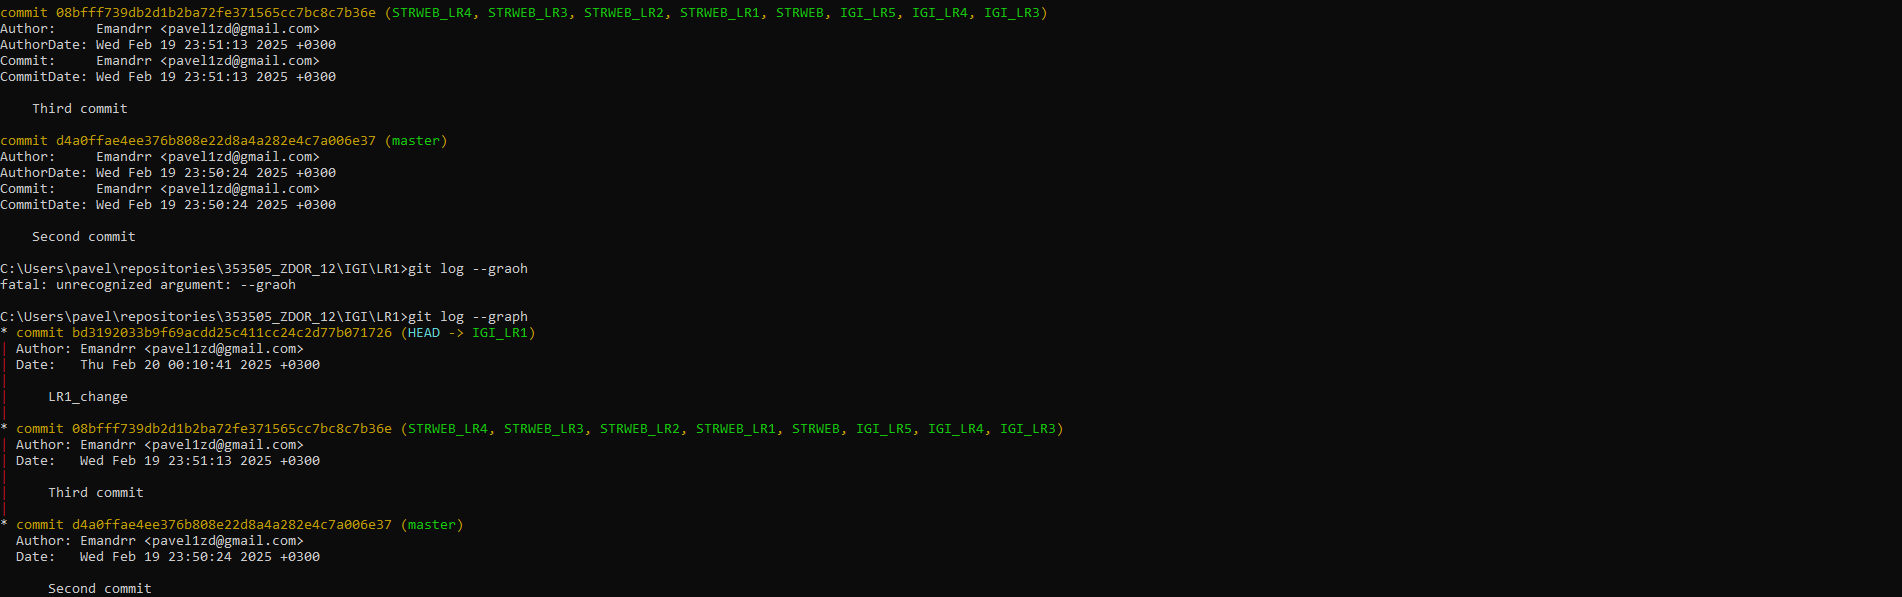 commit 08bfff739db2d1b2ba72fe371565cc7bc8c7b36e (STRWEB_LR4, STRWEB_LR3, STRWEB_LR2, STRWEB_LR1, STRWEB, IGI_LR5, IGI_LR4, IGI_LR3)
Author:     Emandrr <pavel1zd@gmail.com>
AuthorDate: Wed Feb 19 23:51:13 2025 +0300
Commit:     Emandrr <pavel1zd@gmail.com>
CommitDate: Wed Feb 19 23:51:13 2025 +0300
    Third commit
commit d4a0ffae4ee376b808e22d8a4a282e4c7a006e37 (master)
Author:     Emandrr <pavel1zd@gmail.com>
AuthorDate: Wed Feb 19 23:50:24 2025 +0300
Commit:     Emandrr <pavel1zd@gmail.com>
CommitDate: Wed Feb 19 23:50:24 2025 +0300
    Second commit
C:\Users\pavel\repositories\353505_ZDOR_12\IGI\LR1>git log --graoh
fatal: unrecognized argument: --graoh
C:\Users\pavel\repositories\353505_ZDOR_12\IGI\LR1>git log --graph
* commit bd3192033b9f69acdd25c411cc24c2d77b071726 (HEAD -> IGI_LR1)
| Author: Emandrr <pavel1zd@gmail.com>
| Date:   Thu Feb 20 00:10:41 2025 +0300
|
|     LR1_change
|
* commit 08bfff739db2d1b2ba72fe371565cc7bc8c7b36e (STRWEB_LR4, STRWEB_LR3, STRWEB_LR2, STRWEB_LR1, STRWEB, IGI_LR5, IGI_LR4, IGI_LR3)
| Author: Emandrr <pavel1zd@gmail.com>
| Date:   Wed Feb 19 23:51:13 2025 +0300
|
|     Third commit
|
* commit d4a0ffae4ee376b808e22d8a4a282e4c7a006e37 (master)
  Author: Emandrr <pavel1zd@gmail.com>
  Date:   Wed Feb 19 23:50:24 2025 +0300
      Second commit